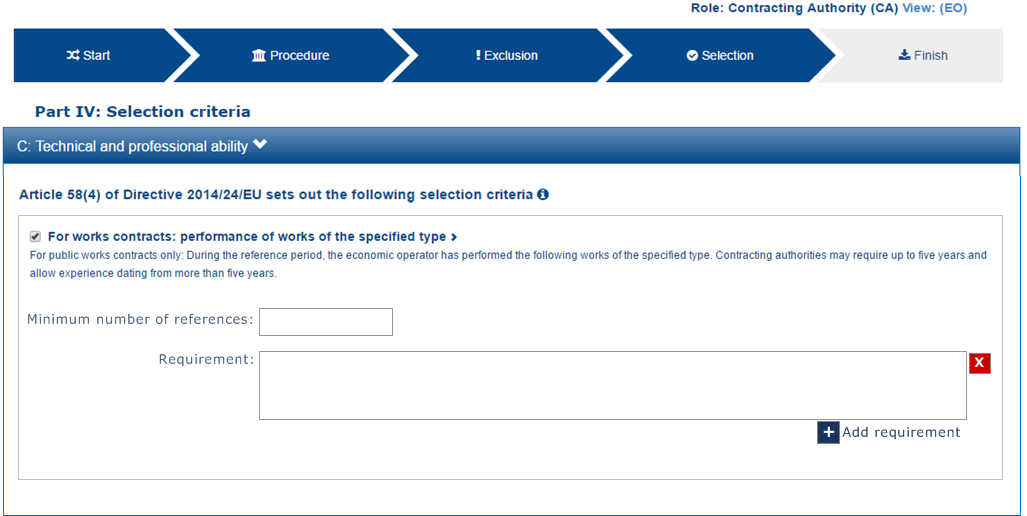 Role: Contracting Authority (CA) View: (EO)
Start
Procedure
Exclusion
Selection
Finish
Part IV: Selection criteria
C: Technical and professional ability
Article 58(4) of Directive 2014/24/EU sets out the following selection criteria
For works contracts: performance of works of the specified type
For public works contracts only: During the reference period, the economic operator has performed the following works of the specified type. Contracting authorities may require up to five years and
allow experience dating from more than five years.
Minimum number of references:
Requirement:
X
+ Add requirement